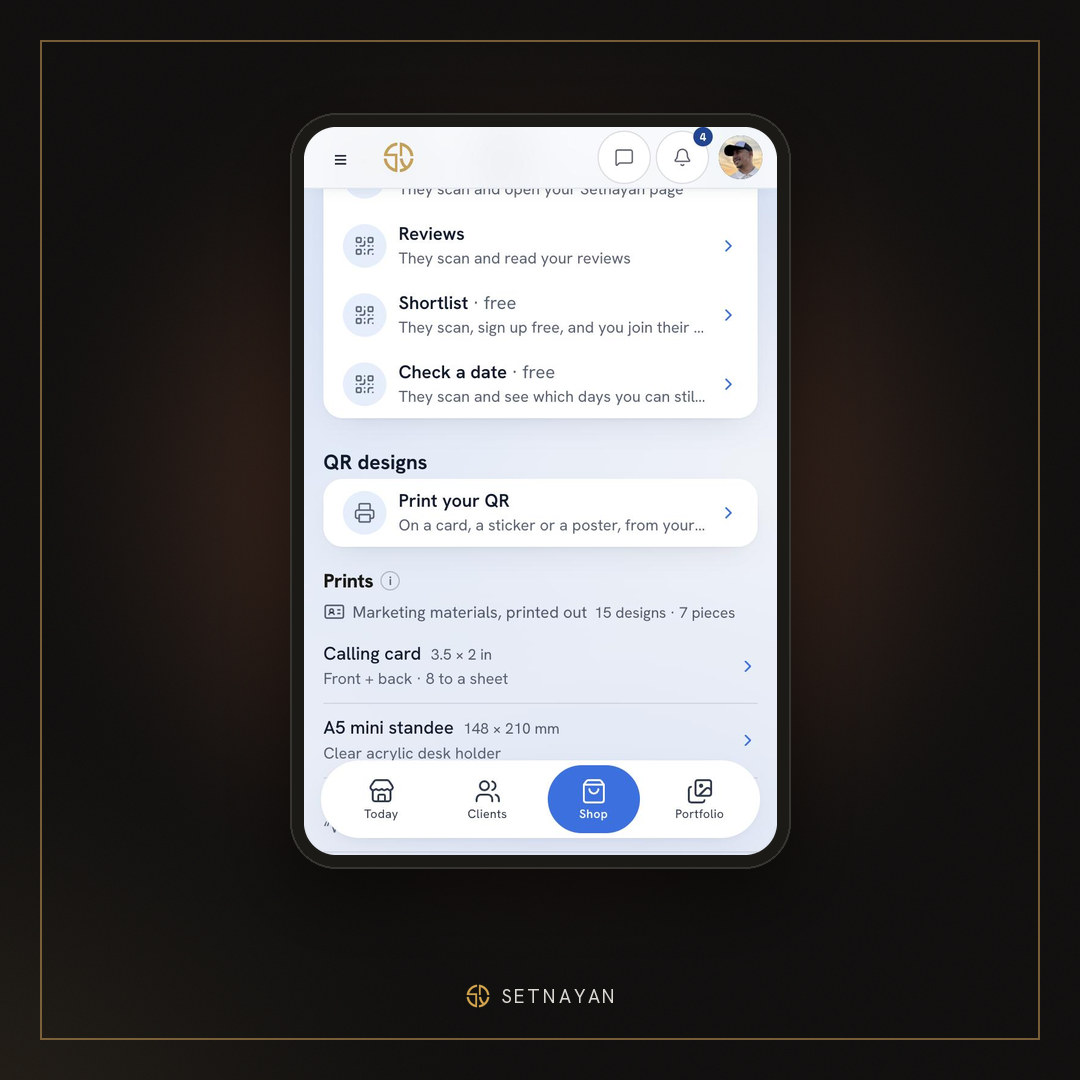 4
They scan and open your Setnayan page
Reviews
They scan and read your reviews
Shortlist · free
They scan, sign up free, and you join their ...
Check a date · free
They scan and see which days you can stil...
QR designs
Print your QR
On a card, a sticker or a poster, from your...
Prints i
Marketing materials, printed out 15 designs · 7 pieces
Calling card 3.5 × 2 in
Front + back · 8 to a sheet
A5 mini standee 148 × 210 mm
Clear acrylic desk holder
Today
Clients
Shop
Portfolio
SETNAYAN